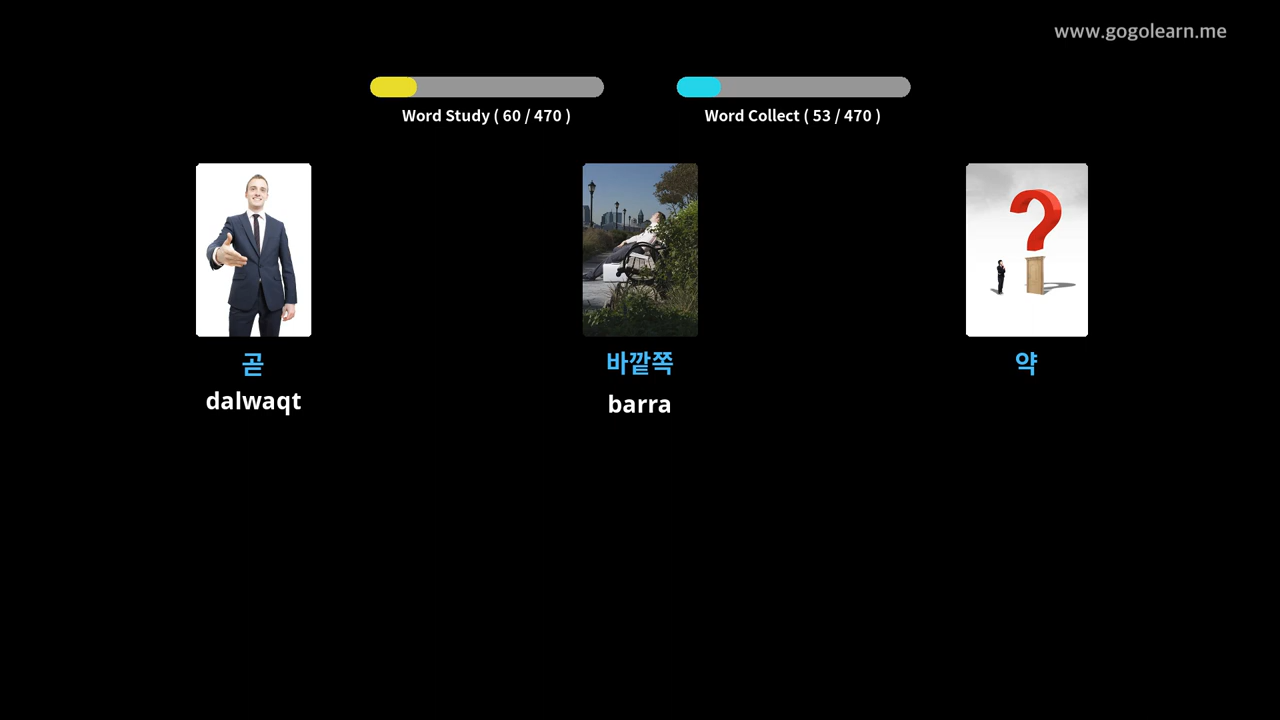 www.gogolearn.me
Word Study ( 60 / 470 )
Word Collect ( 53 / 470 )
곧
바깥쪽
약
dalwaqt
barra